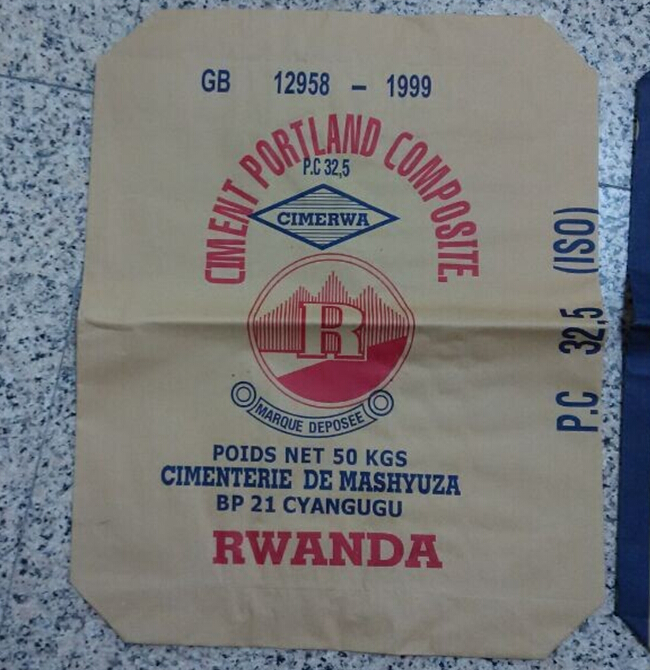 GB 12958 - 1999
CIMENT PORTLAND COMPOSITE.
P.C 32,5
CIMERWA
R
MARQUE DEPOSEE
POIDS NET 50 KGS
CIMENTERIE DE MASHYUZA
BP 21 CYANGUGU
RWANDA
P.C 32,5 (ISO)